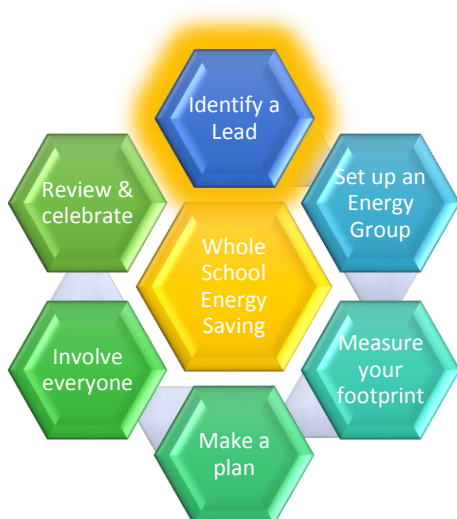 Identify a
Lead
Set up an
Energy
Group
Measure
your
footprint
Make a
plan
Involve
everyone
Review &
celebrate
Whole
School
Energy
Saving